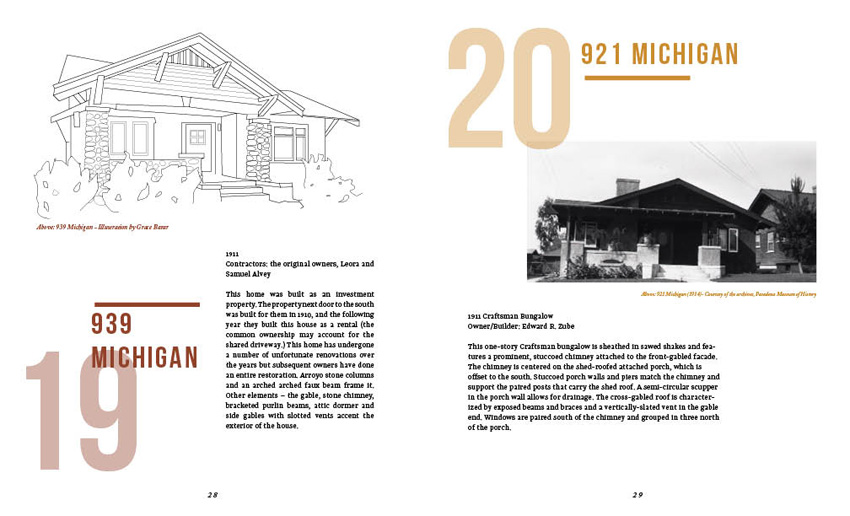 Above: 939 Michigan - Illustration by Grace Baxer
1911
Contractors: the original owners, Leora and
Samuel Alvey
This home was built as an investment
property. The property next door to the south
was built for them in 1910, and the following
year they built this house as a rental (the
common ownership may account for the
shared driveway.) This home has undergone
a number of unfortunate renovations over
the years but subsequent owners have done
an entire restoration. Arroyo stone columns
and an arched arched faux beam frame it.
Other elements – the gable, stone chimney,
bracketed purlin beams, attic dormer and
side gables with slotted vents accent the
exterior of the house.
939
MICHIGAN
19
28
20
921 MICHIGAN
Above: 921 Michigan (1914) - Courtesy of the archives, Pasadena Museum of History
1911 Craftsman Bungalow
Owner/Builder: Edward R. Zube
This one-story Craftsman bungalow is sheathed in sawed shakes and fea-
tures a prominent, stuccoed chimney attached to the front-gabled facade.
The chimney is centered on the shed-roofed attached porch, which is
offset to the south. Stuccoed porch walls and piers match the chimney and
support the paired posts that carry the shed roof. A semi-circular scupper
in the porch wall allows for drainage. The cross-gabled roof is character-
ized by exposed beams and braces and a vertically-slated vent in the gable
end. Windows are paired south of the chimney and grouped in three north
of the porch.
29